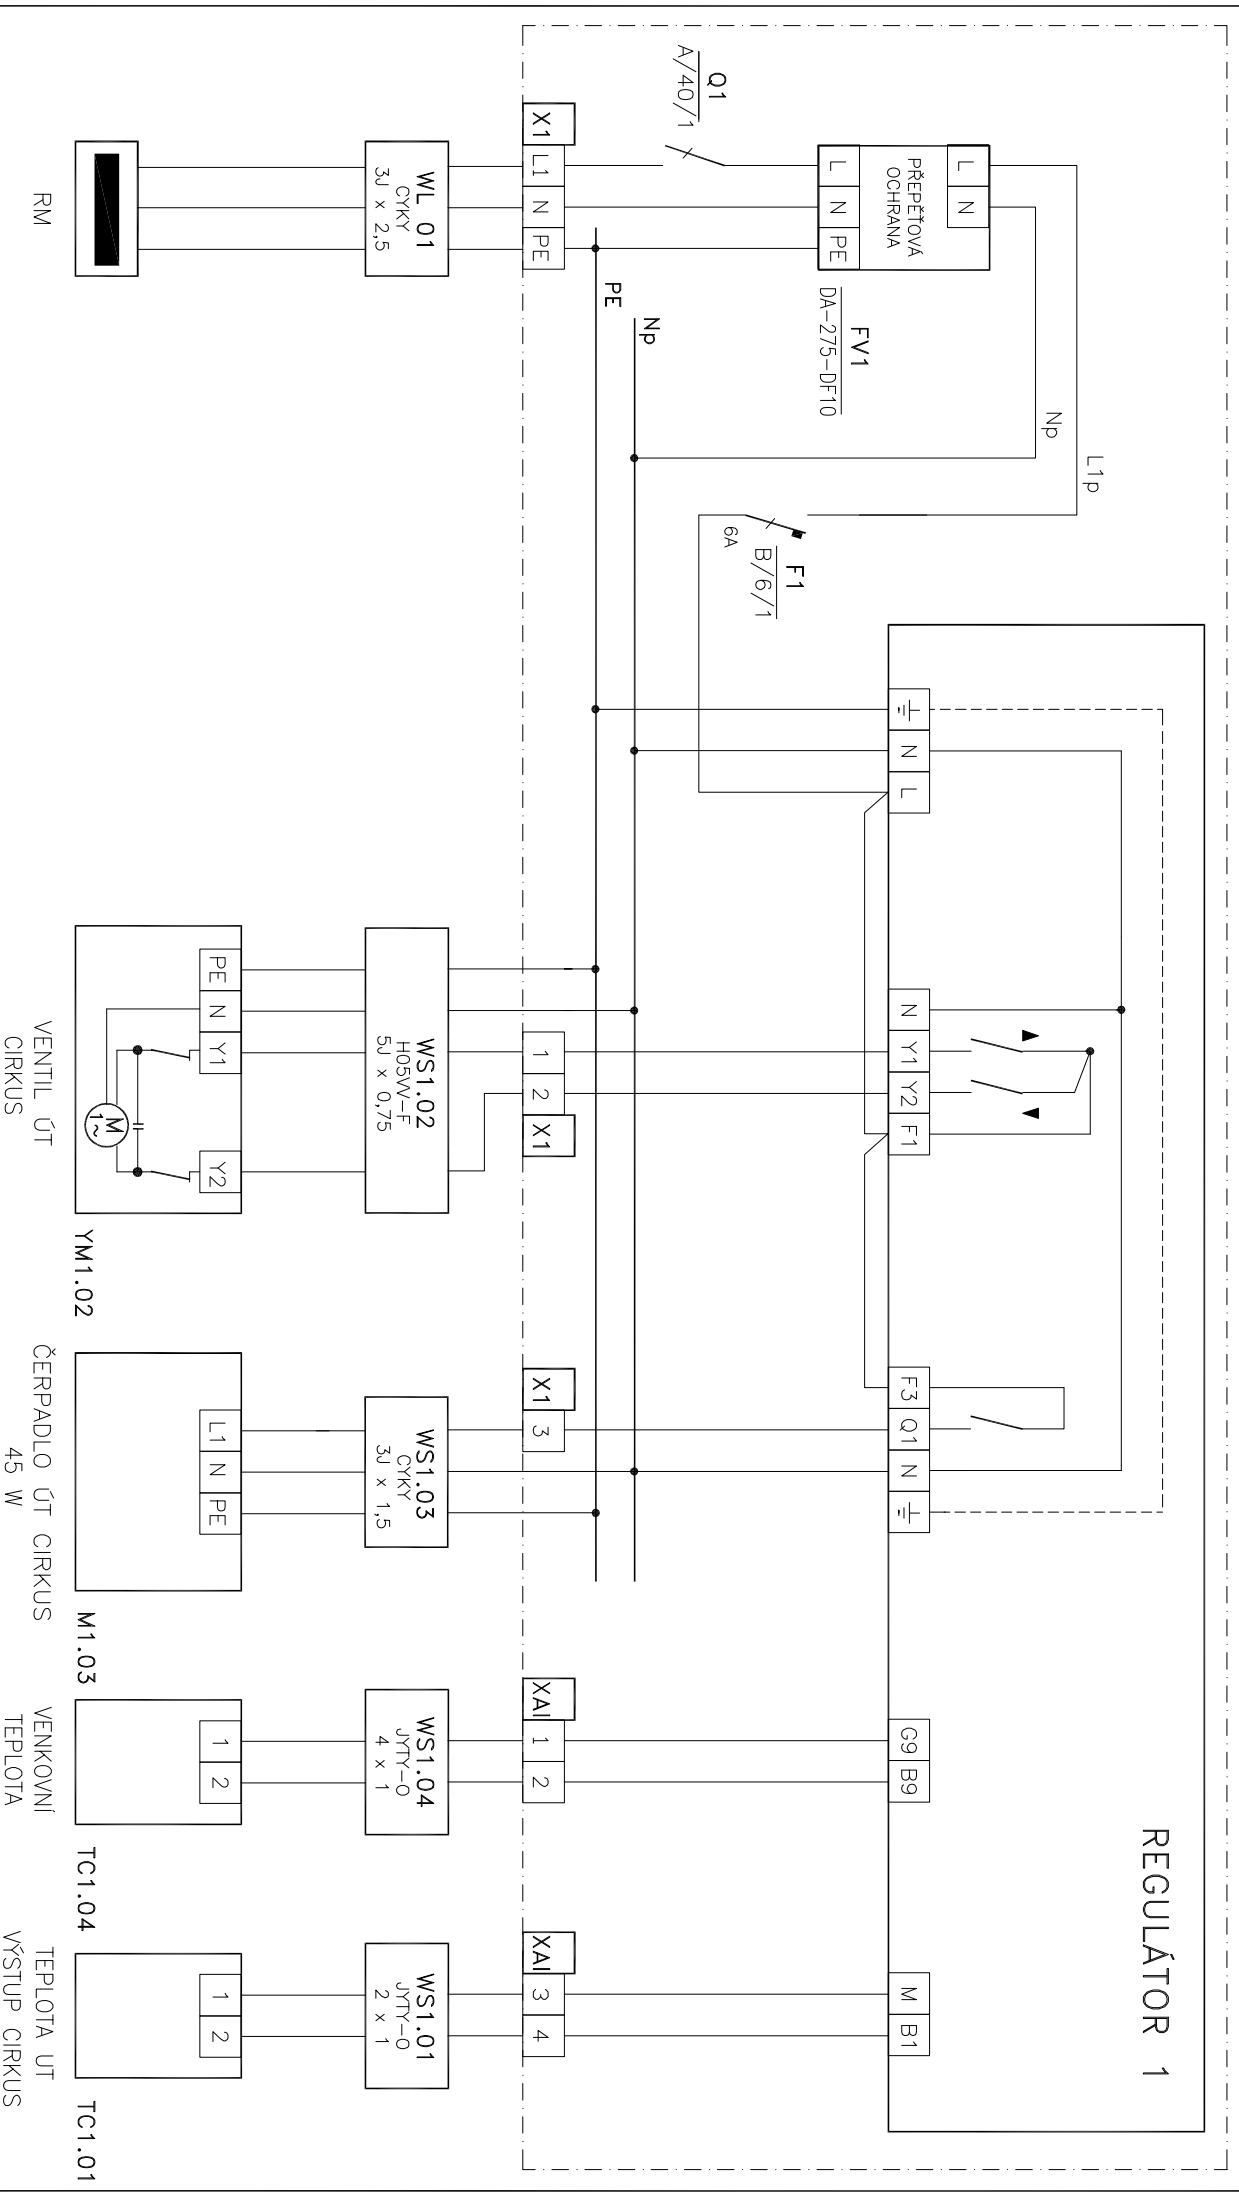 REGULÁTOR 1
L
N
PŘEPĚŤOVÁ
OCHRANA
L
N
PE
FV1
DA-275-DF10
Np
L1p
Q1
A/40/1
F1
B/6/1
6A
N
L
N
Y1
Y2
F1
F3
Q1
N
G9
B9
M
B1
PE
Np
X1
L1
N
PE
1
2
X1
X1
3
XAI
1
2
XAI
3
4
WL 01
CYKY
3J x 2,5
WS1.02
H05VV-F
5J x 0,75
WS1.03
CYKY
3J x 1,5
WS1.04
JYTY-O
4 x 1
WS1.01
JYTY-O
2 x 1
PE
N
Y1
Y2
M
1~
L1
N
PE
1
2
1
2
YM1.02
M1.03
TC1.04
TC1.01
RM
VENTIL ÚT
CIRKUS
ČERPADLO ÚT CIRKUS
45 W
VENKOVNÍ
TEPLOTA
TEPLOTA UT
VÝSTUP CIRKUS